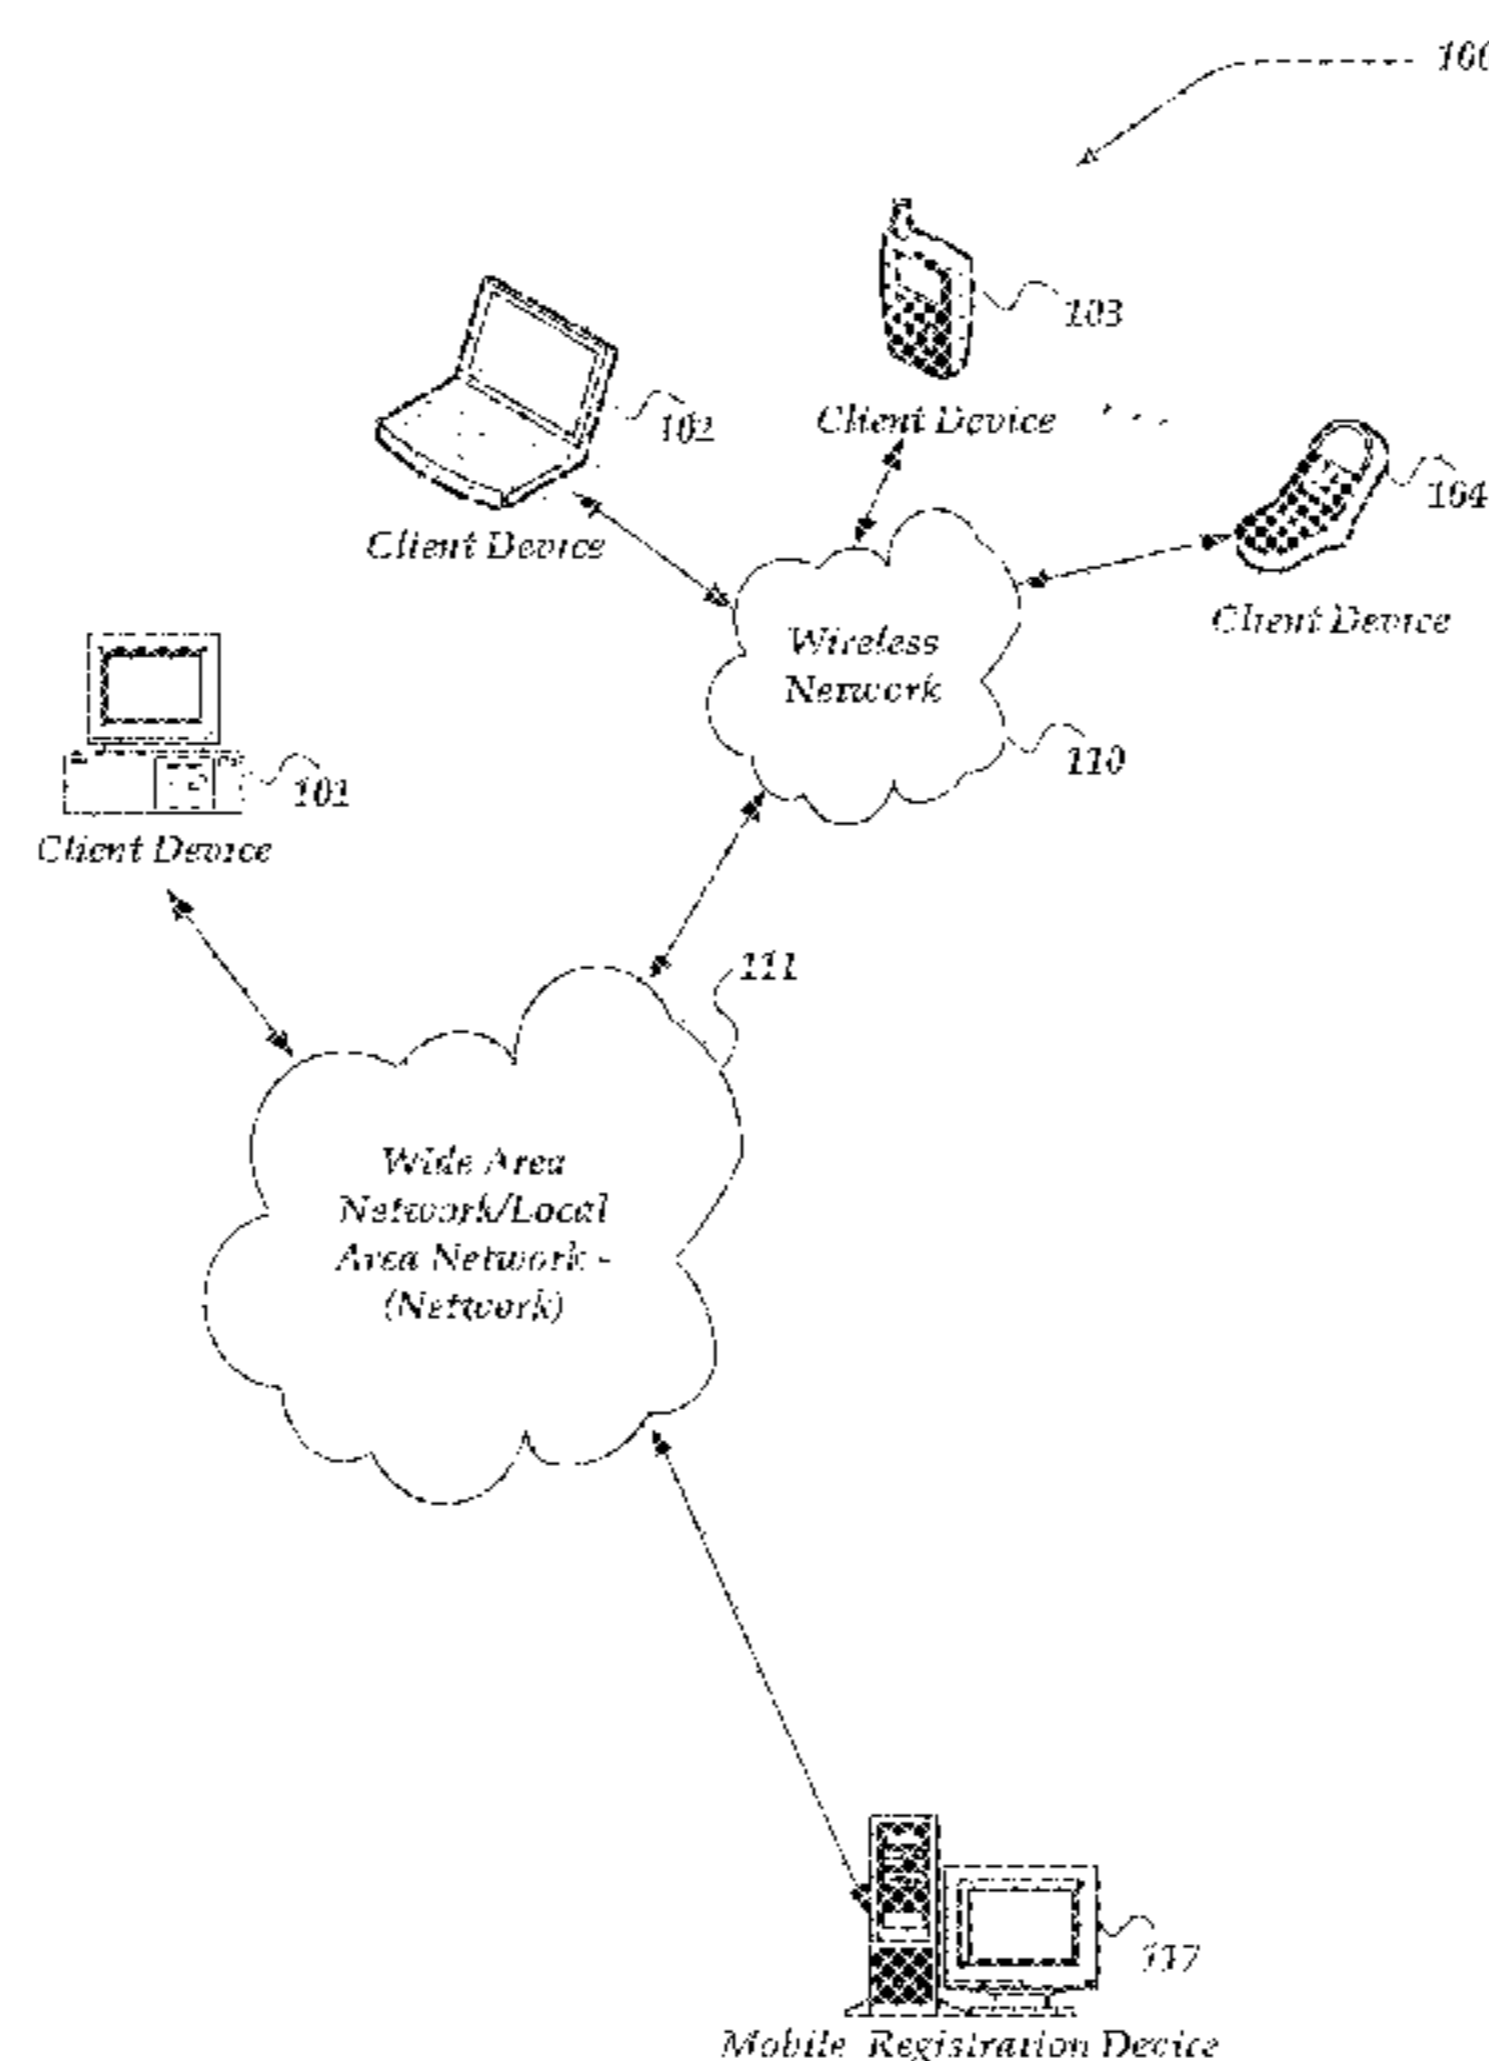 100
103
102
Client Device
104
Client Device
Client Device
Wireless
Network
110
101
Client Device
111
Wide Area
Network/Local
Area Network -
(Network)
117
Mobile Registration Device